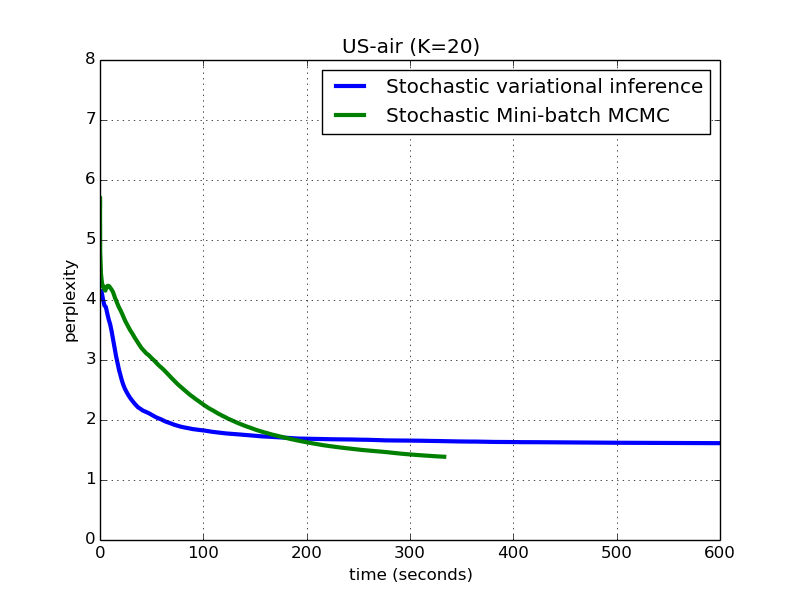 US-air (K=20)
Stochastic variational inference
Stochastic Mini-batch MCMC
perplexity
8
7
6
5
4
3
2
1
0
0 100 200 300 400 500 600
time (seconds)